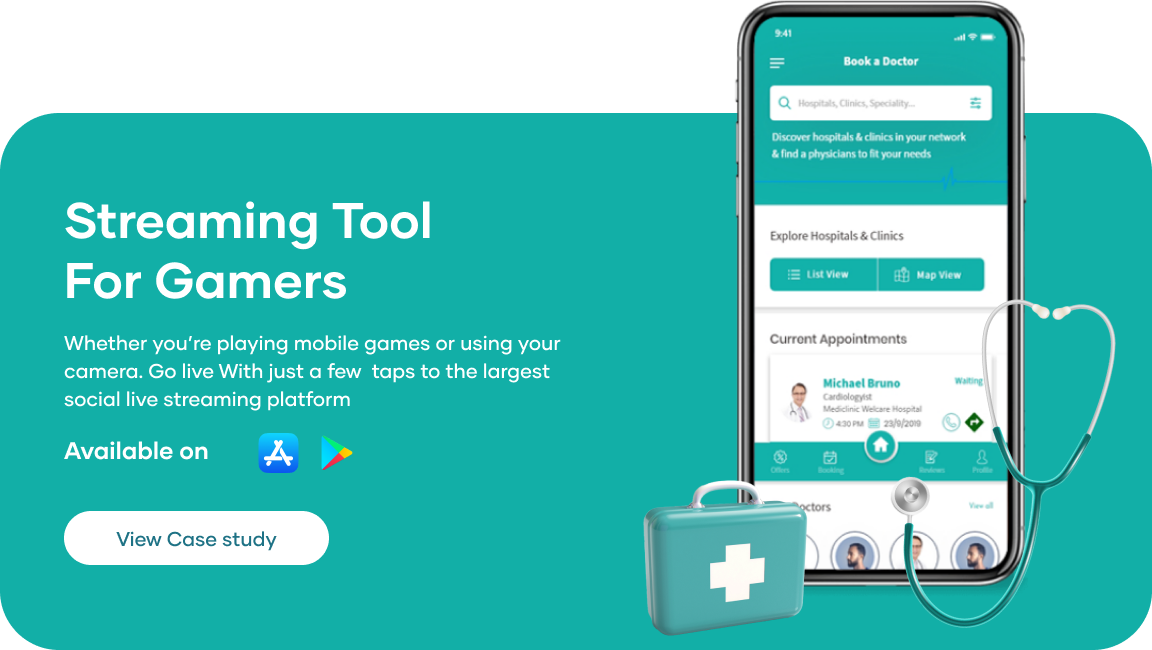 Streaming Tool
For Gamers
Whether you’re playing mobile games or using your
camera. Go live With just a few taps to the largest
social live streaming platform
Available on
View Case study
9:41
Book a Doctor
Hospitals, Clinics, Speciality...
Discover hospitals & clinics in your network
& find a physicians to fit your needs
Explore Hospitals & Clinics
List View
Map View
Current Appointments
Michael Bruno
Waiting
Cardiologyist
Mediclinic Welcare Hospital
4:30 PM
23/9/2019
Offers
Booking
Reviews
Profile
octors
View all